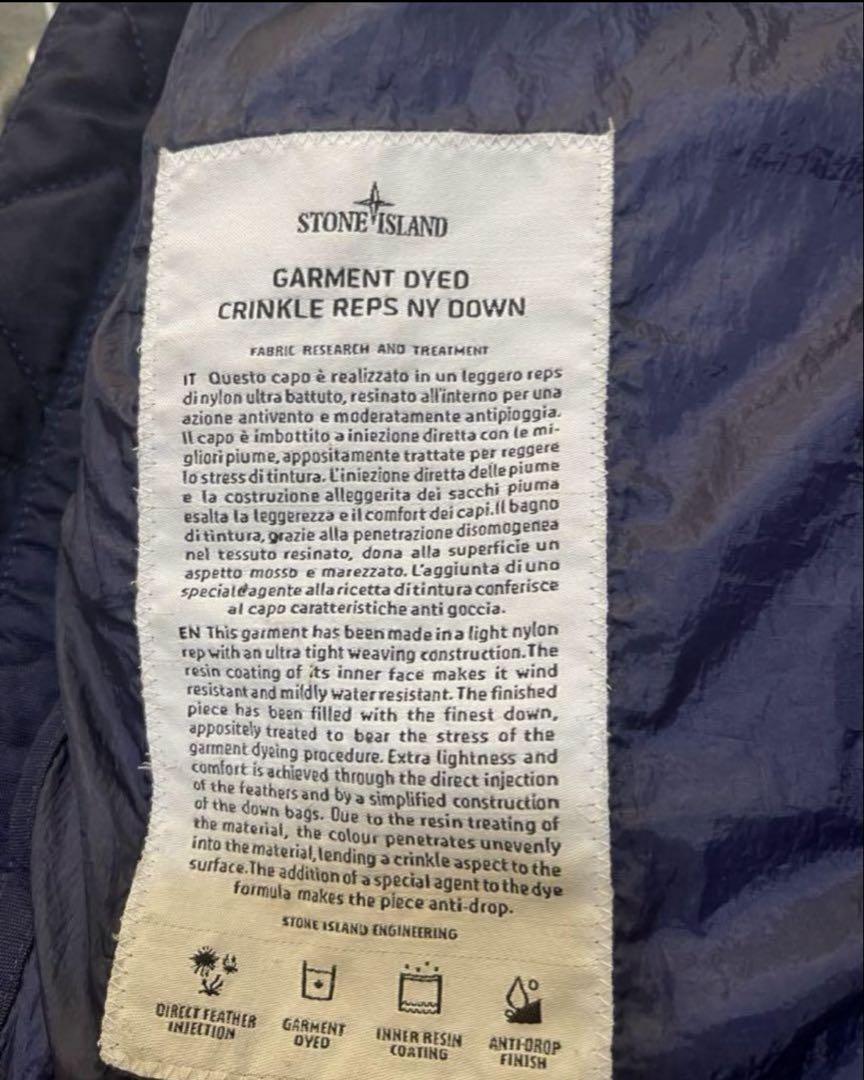 STONE ISLAND
GARMENT DYED
CRINKLE REPS NY DOWN
FABRIC RESEARCH AND TREATMENT
IT Questo capo è realizzato in un leggero reps
di nylon ultra battuto, resinato all'interno per una
azione antivento e moderatamente antipioggia.
Il capo è imbottito a iniezione diretta con le mi-
gliori piume, appositamente trattate per reggere
lo stress di tintura. L'iniezione diretta delle piume
e la costruzione alleggerita dei sacchi piuma
esalta la leggerezza e il comfort dei capi.Il bagno
di tintura, grazie alla penetrazione disomogenea
nel tessuto resinato, dona alla superficie un
aspetto mosso e marezzato. L'aggiunta di uno
speciale agente alla ricetta di tintura conferisce
al capo caratteristiche anti goccia.
EN This garment has been made in a light nylon
rep with an ultra tight weaving construction.The
resin coating of its inner face makes it wind
resistant and mildly water resistant. The finished
piece has been filled with the finest down,
appositely treated to bear the stress of the
garment dyeing procedure. Extra lightness and
comfort is achieved through the direct injection
of the feathers and by a simplified construction
of the down bags. Due to the resin treating of
the material, the colour penetrates unevenly
into the material, lending a crinkle aspect to the
surface.The addition of a special agent to the dye
formula makes the piece anti-drop.
STONE ISLAND ENGINEERING
DIRECT FEATHER
INJECTION
GARMENT
DYED
INNER RESIN
COATING
ANTI-DROP
FINISH